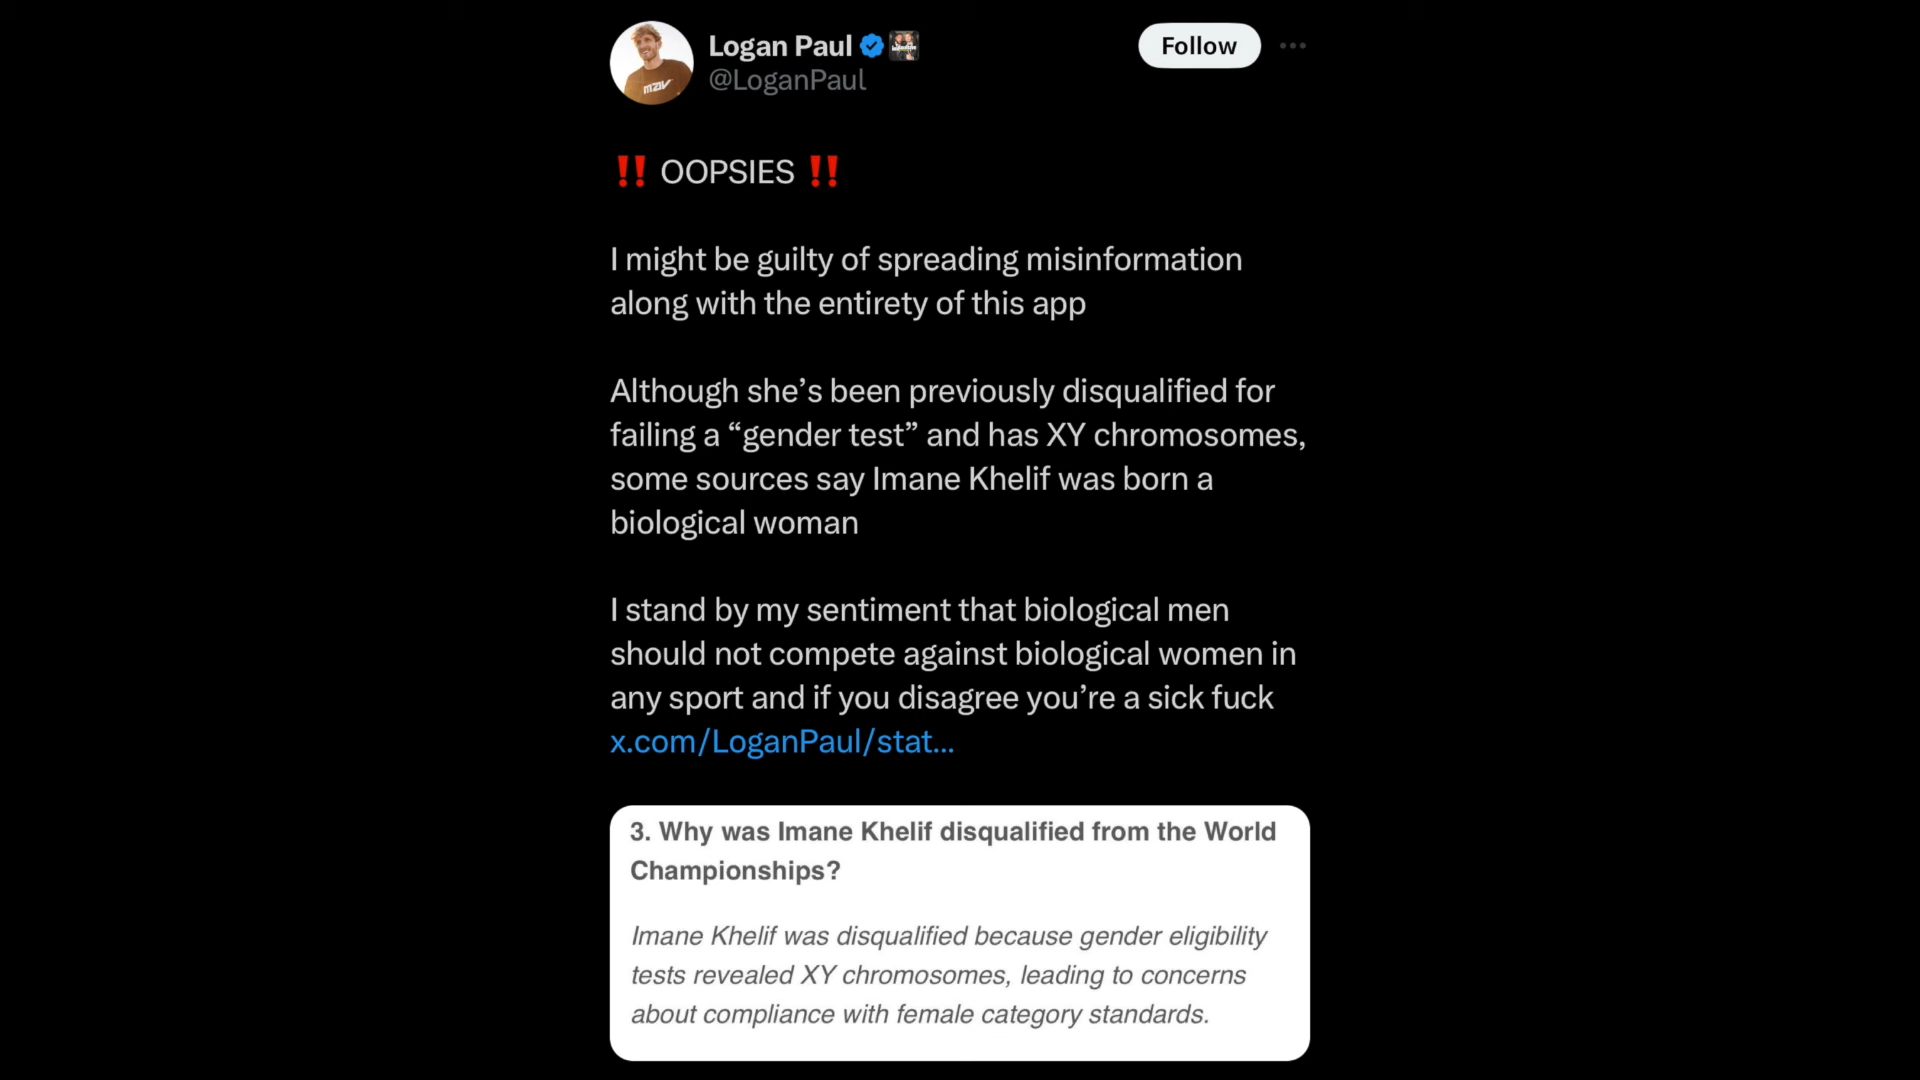 Logan Paul
@LoganPaul
Follow
‼️ OOPSIES ‼️
I might be guilty of spreading misinformation
along with the entirety of this app
Although she’s been previously disqualified for
failing a “gender test” and has XY chromosomes,
some sources say Imane Khelif was born a
biological woman
I stand by my sentiment that biological men
should not compete against biological women in
any sport and if you disagree you’re a sick fuck
x.com/LoganPaul/stat…
3. Why was Imane Khelif disqualified from the World
Championships?
Imane Khelif was disqualified because gender eligibility
tests revealed XY chromosomes, leading to concerns
about compliance with female category standards.